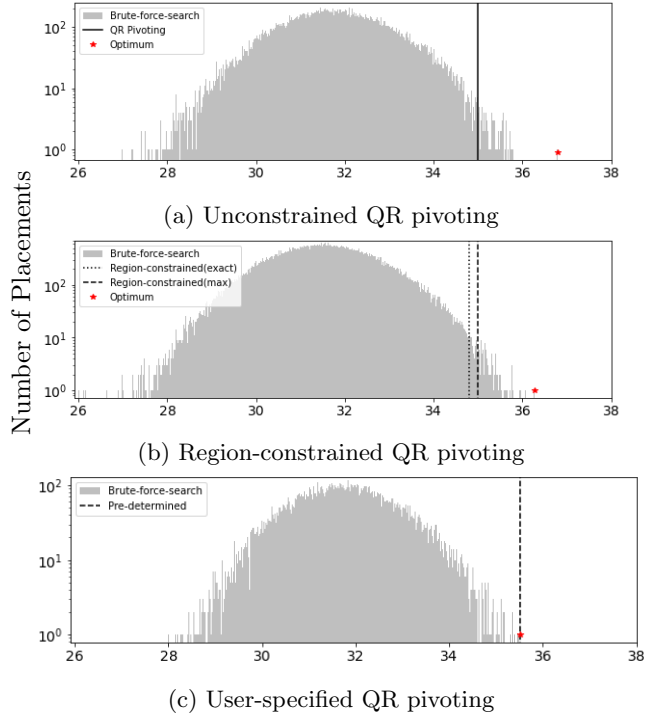 Number of Placements
10²
10¹
10⁰
Brute-force-search
QR Pivoting
Optimum
26 28 30 32 34 36 38
(a) Unconstrained QR pivoting
10²
10¹
10⁰
Brute-force-search
Region-constrained(exact)
Region-constrained(max)
Optimum
26 28 30 32 34 36 38
(b) Region-constrained QR pivoting
10²
10¹
10⁰
Brute-force-search
Pre-determined
26 28 30 32 34 36 38
(c) User-specified QR pivoting